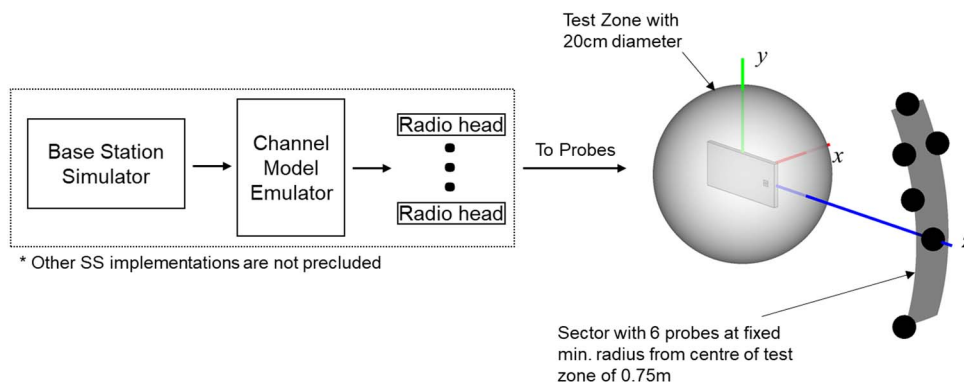 Test Zone with
20cm diameter
y
Base Station
Simulator
Channel
Model
Emulator
Radio head
Radio head
To Probes
x
z
* Other SS implementations are not precluded
Sector with 6 probes at fixed
min. radius from centre of test
zone of 0.75m